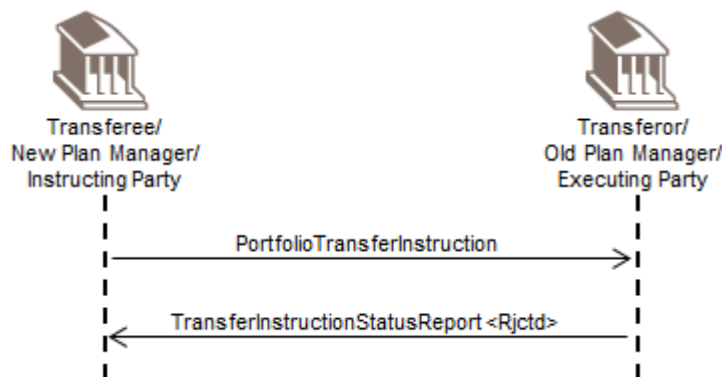 Transferee/
New Plan Manager/
Instructing Party
Transferor/
Old Plan Manager/
Executing Party
PortfolioTransferInstruction
TransferInstructionStatusReport <Rjctd>